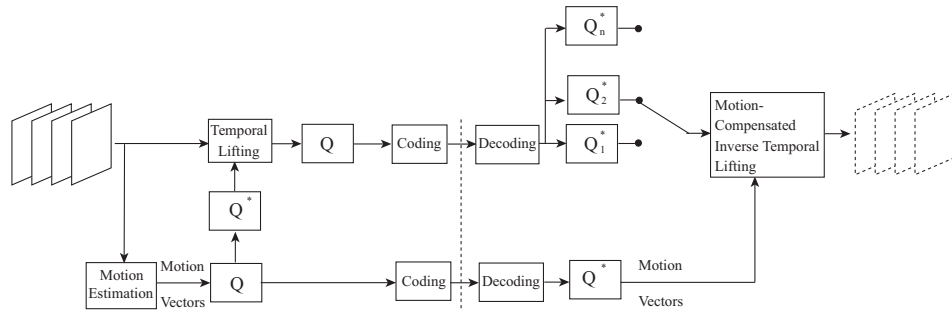 Q*n
Q*2
Q*1
Temporal
Lifting
Q
Coding
Decoding
Motion-
Compensated
Inverse Temporal
Lifting
Q*
Motion
Estimation
Motion
Vectors
Q
Coding
Decoding
Q*
Motion
Vectors